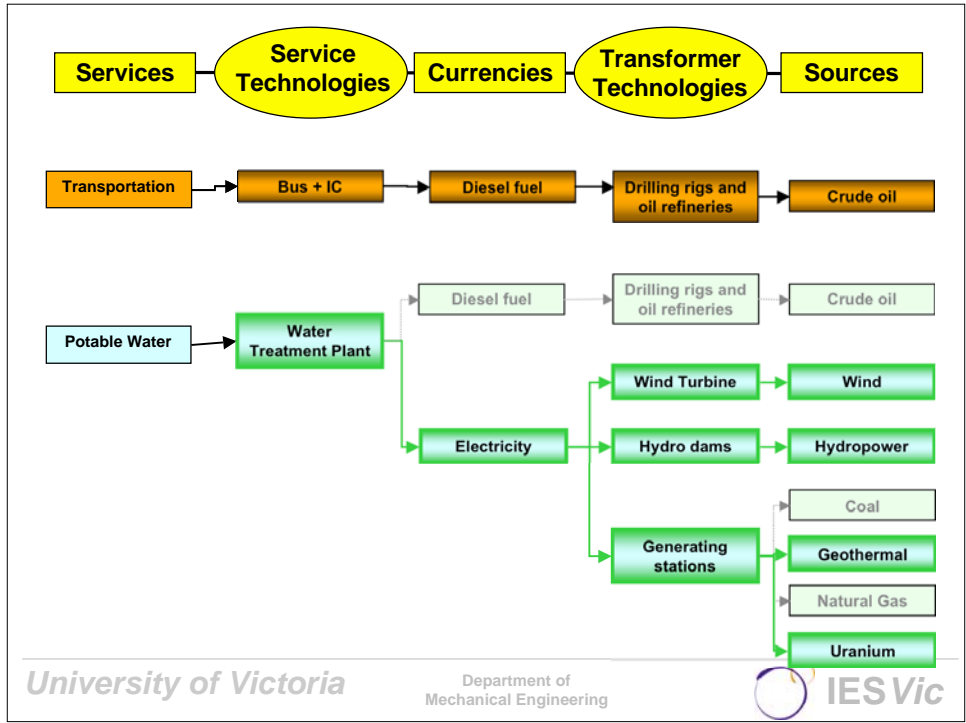 Services
Service
Technologies
Currencies
Transformer
Technologies
Sources
Transportation
Bus + IC
Diesel fuel
Drilling rigs and
oil refineries
Crude oil
Potable Water
Water
Treatment Plant
Diesel fuel
Drilling rigs and
oil refineries
Crude oil
Wind Turbine
Wind
Electricity
Hydro dams
Hydropower
Generating
stations
Coal
Geothermal
Natural Gas
Uranium
University of Victoria
Department of
Mechanical Engineering
IESVic